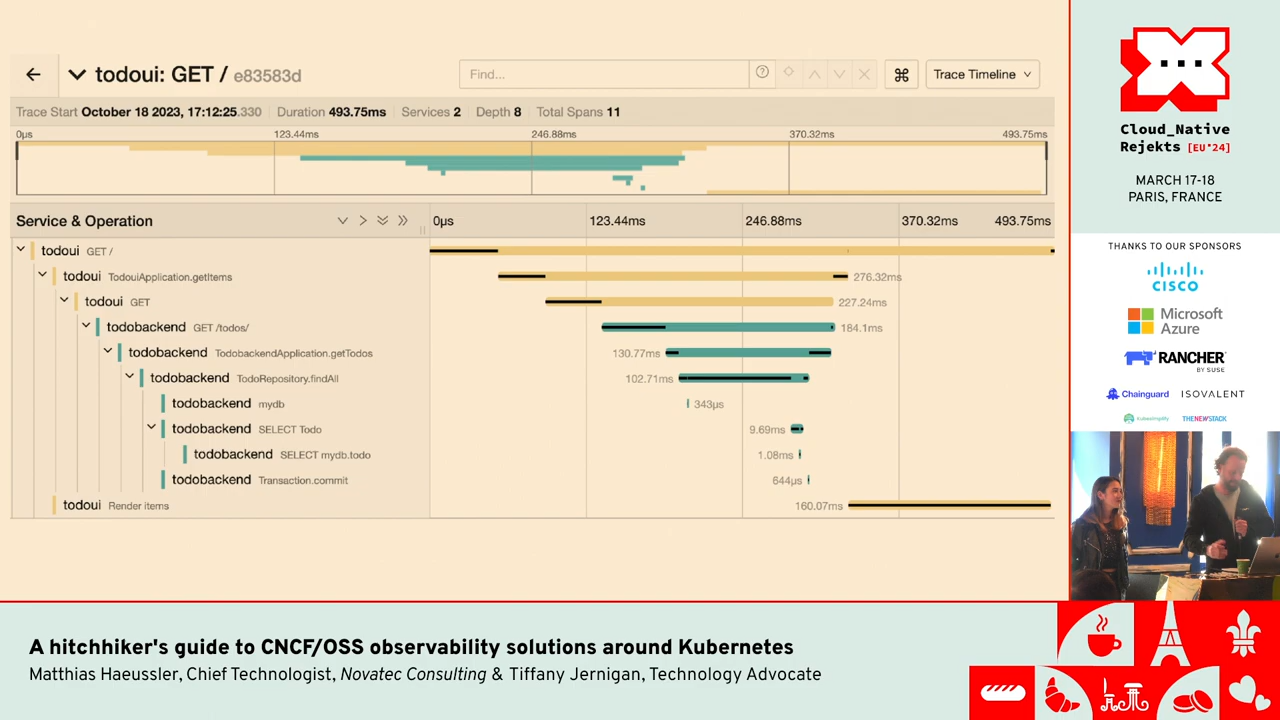 todoui: GET / e83583d
Find...
Trace Timeline
Trace Start October 18 2023, 17:12:25.330 Duration 493.75ms Services 2 Depth 8 Total Spans 11
0μs 123.44ms 246.88ms 370.32ms 493.75ms
Service & Operation 0μs 123.44ms 246.88ms 370.32ms 493.75ms
todoui GET /
todoui TodouiApplication.getItems 276.32ms
todoui GET 227.24ms
todobackend GET /todos/ 184.1ms
todobackend TodobackendApplication.getTodos 130.77ms
todobackend TodoRepository.findAll 102.71ms
todobackend mydb 343μs
todobackend SELECT Todo 9.69ms
todobackend SELECT mydb.todo 1.08ms
todobackend Transaction.commit 644μs
todoui Render items 160.07ms
Cloud_Native
Rejekts [EU'24]
MARCH 17-18
PARIS, FRANCE
THANKS TO OUR SPONSORS
CISCO
Microsoft
Azure
RANCHER
BY SUSE
Chainguard ISOVALENT
kubesimplify THENEWSTACK
A hitchhiker's guide to CNCF/OSS observability solutions around Kubernetes
Matthias Haeussler, Chief Technologist, Novatec Consulting & Tiffany Jernigan, Technology Advocate